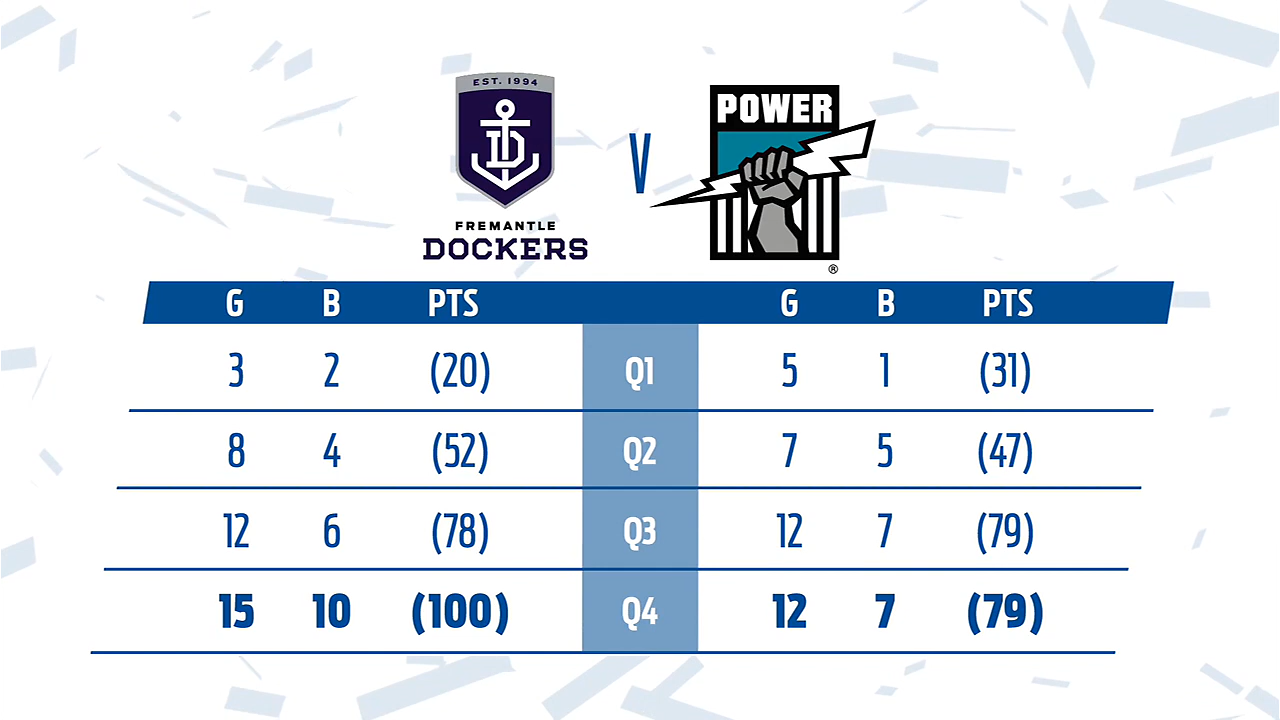 EST. 1994
D
FREMANTLE
DOCKERS
V
POWER
®
G B PTS G B PTS
3 2 (20) Q1 5 1 (31)
8 4 (52) Q2 7 5 (47)
12 6 (78) Q3 12 7 (79)
15 10 (100) Q4 12 7 (79)